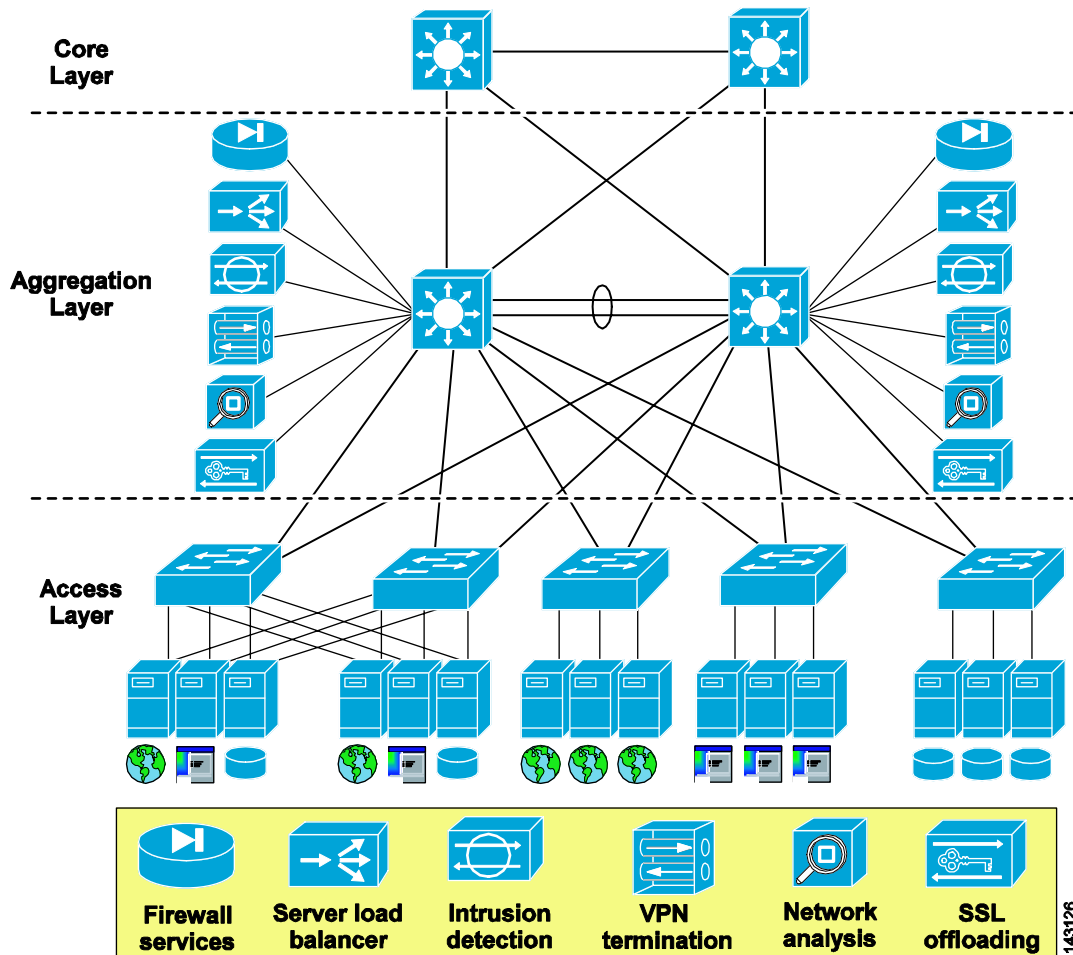 Core
Layer
Aggregation
Layer
Access
Layer
Firewall
services
Server load
balancer
Intrusion
detection
VPN
termination
Network
analysis
SSL
offloading
143126